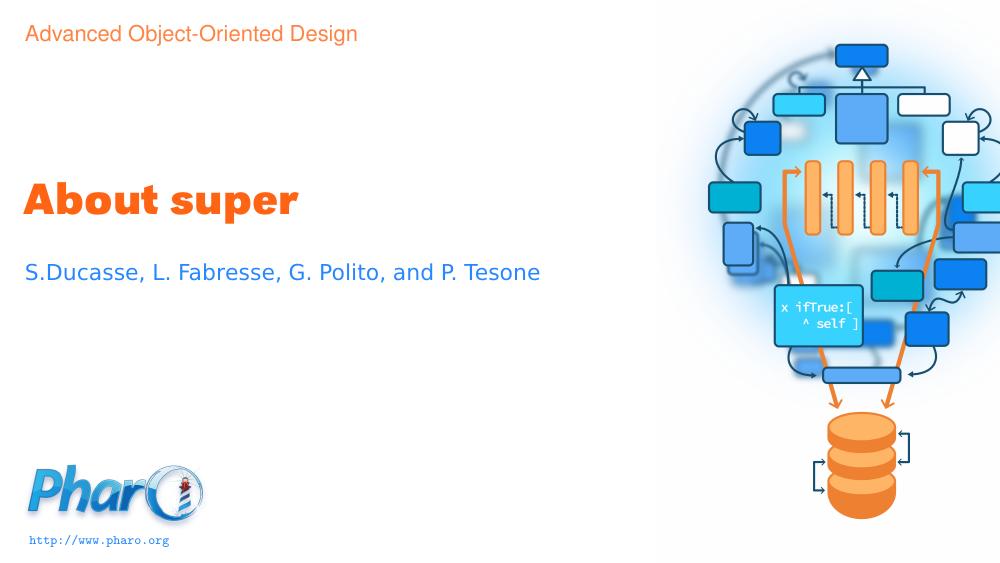 Advanced Object-Oriented Design
About super
S.Ducasse, L. Fabresse, G. Polito, and P. Tesone
x ifTrue:[
^ self ]
Pharo
http://www.pharo.org